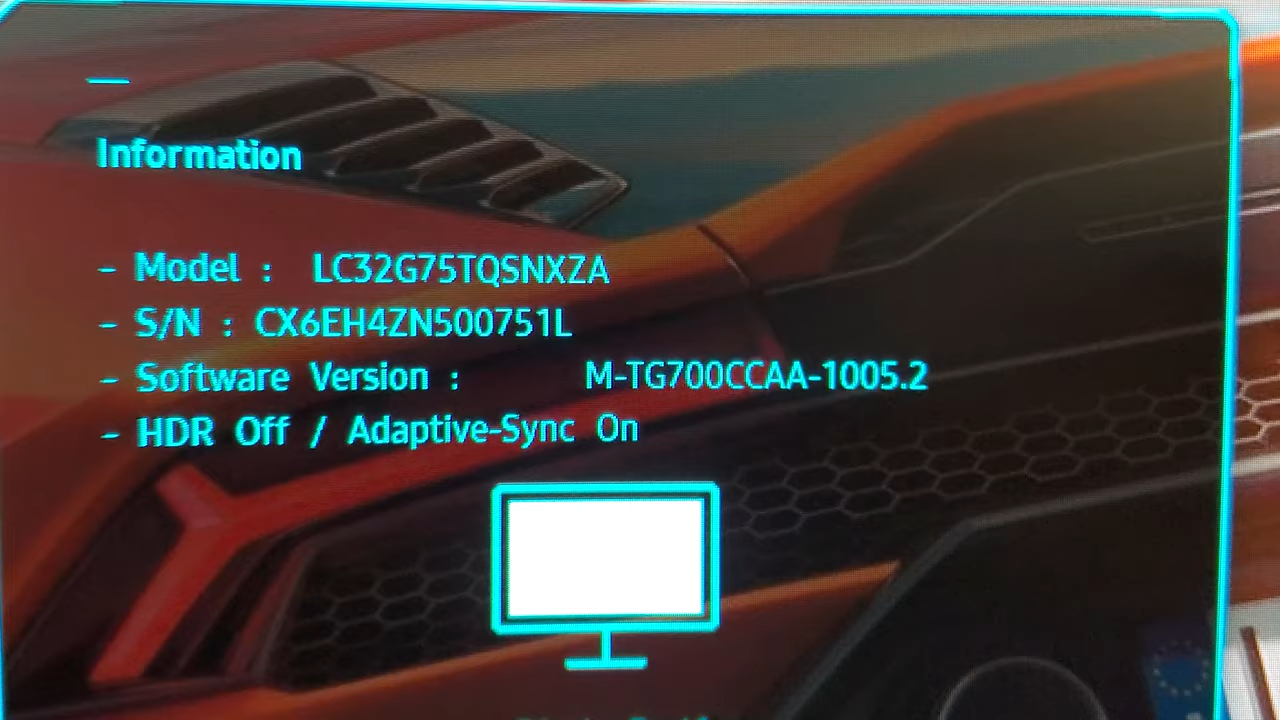 Information
- Model : LC32G75TQSNXZA
- S/N : CX6EH4ZN500751L
- Software Version : M-TG700CCAA-1005.2
- HDR Off / Adaptive-Sync On